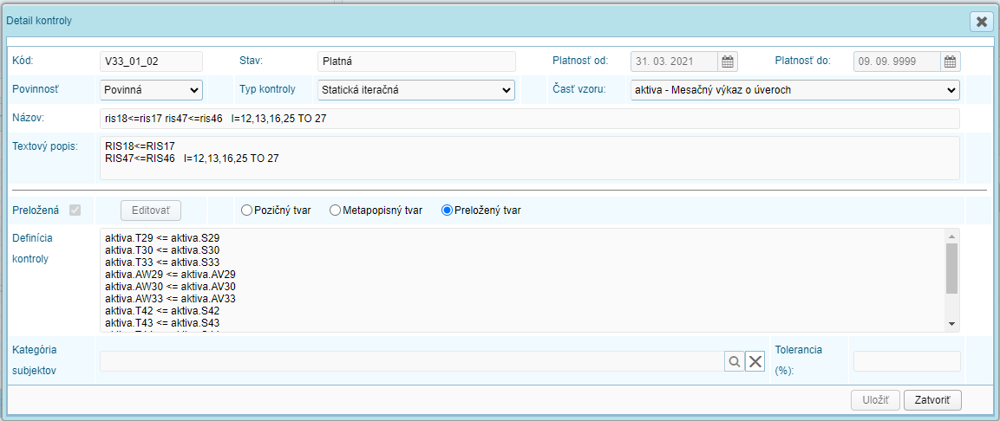 Detail kontroly
Kód: V33_01_02 Stav: Platná Platnosť od: 31. 03. 2021 Platnosť do: 09. 09. 9999
Povinnosť Povinná Typ kontroly Statická iteračná Časť vzoru: aktiva - Mesačný výkaz o úveroch
Názov: ris18<=ris17 ris47<=ris46 I=12,13,16,25 TO 27
Textový popis: RIS18<=RIS17
RIS47<=RIS46 I=12,13,16,25 TO 27
Preložená Editovať Pozičný tvar Metapopisný tvar Preložený tvar
Definícia kontroly
aktiva.T29 <= aktiva.S29
aktiva.T30 <= aktiva.S30
aktiva.T33 <= aktiva.S33
aktiva.AW29 <= aktiva.AV29
aktiva.AW30 <= aktiva.AV30
aktiva.AW33 <= aktiva.AV33
aktiva.T42 <= aktiva.S42
aktiva.T43 <= aktiva.S43
Kategória subjektov Tolerancia (%):
Uložiť Zatvoriť